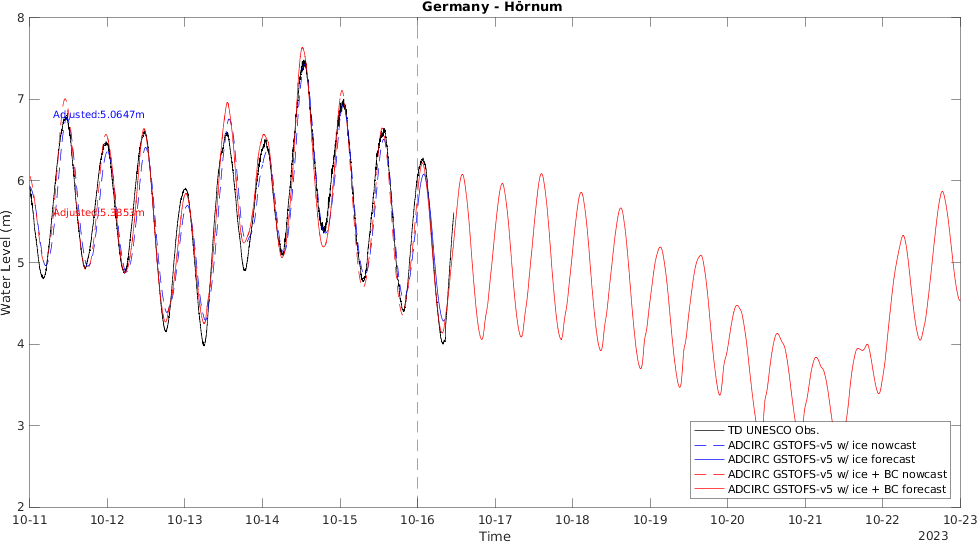 Germany - Hörnum
8
7
6
5
4
3
2
Water Level (m)
Adjusted:5.0647m
Adjusted:5.3853m
TD UNESCO Obs.
ADCIRC GSTOFS-v5 w/ ice nowcast
ADCIRC GSTOFS-v5 w/ ice forecast
ADCIRC GSTOFS-v5 w/ ice + BC nowcast
ADCIRC GSTOFS-v5 w/ ice + BC forecast
10-11 10-12 10-13 10-14 10-15 10-16 10-17 10-18 10-19 10-20 10-21 10-22 10-23
Time
2023